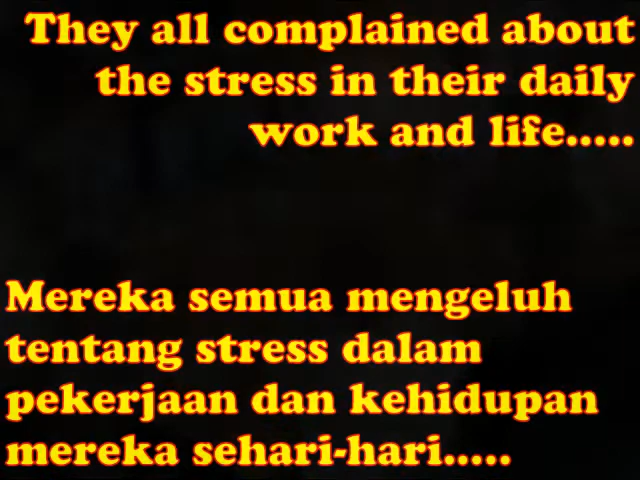 They all complained about
the stress in their daily
work and life.....
Mereka semua mengeluh
tentang stress dalam
pekerjaan dan kehidupan
mereka sehari-hari.....